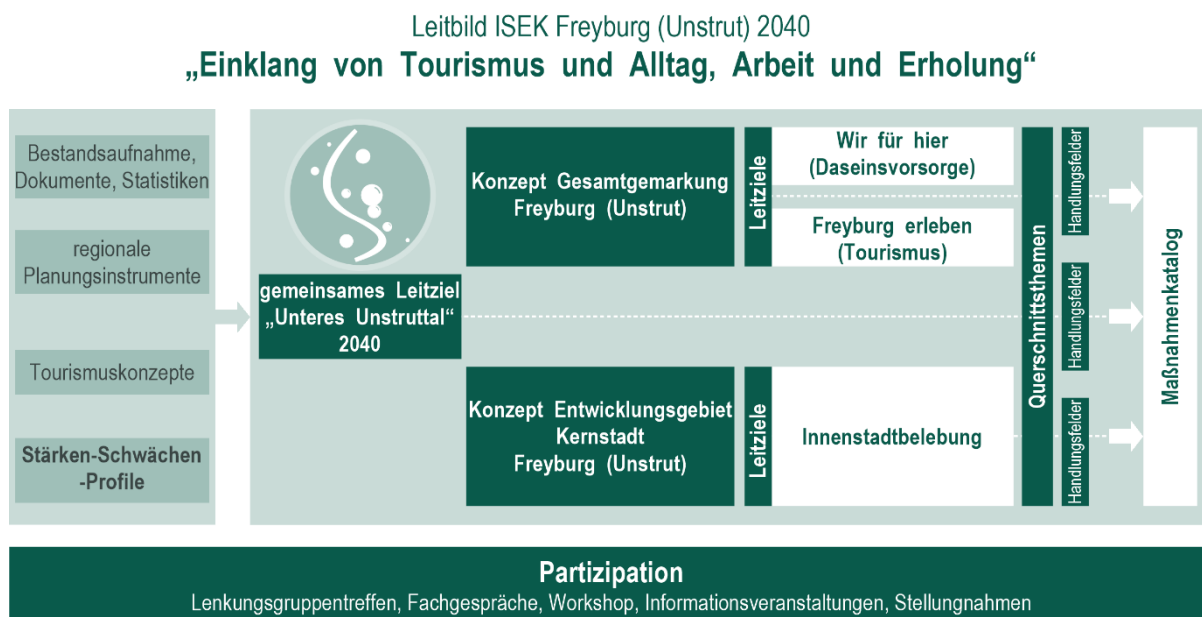 Leitbild ISEK Freyburg (Unstrut) 2040
„Einklang von Tourismus und Alltag, Arbeit und Erholung“
Bestandsaufnahme,
Dokumente, Statistiken
regionale
Planungsinstrumente
Tourismuskonzepte
Stärken-Schwächen
-Profile
gemeinsames Leitziel
„Unteres Unstruttal“
2040
Konzept Gesamtgemarkung
Freyburg (Unstrut)
Leitziele
Wir für hier
(Daseinsvorsorge)
Freyburg erleben
(Tourismus)
Konzept Entwicklungsgebiet
Kernstadt
Freyburg (Unstrut)
Leitziele
Innenstadtbelebung
Querschnittsthemen
Handlungsfelder
Handlungsfelder
Handlungsfelder
Maßnahmenkatalog
Partizipation
Lenkungsgruppentreffen, Fachgespräche, Workshop, Informationsveranstaltungen, Stellungnahmen